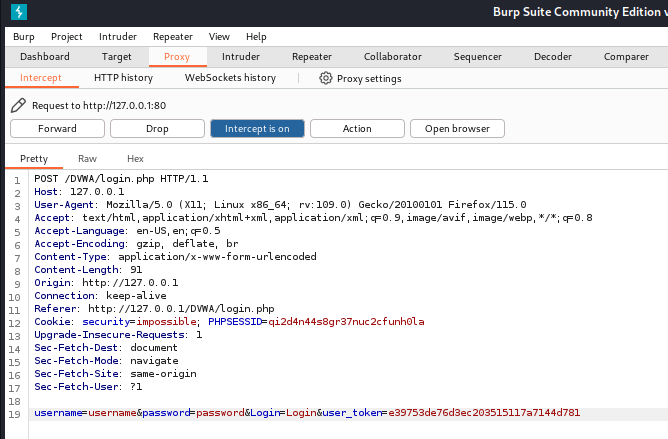 Burp Suite Community Edition v
Burp Project Intruder Repeater View Help
Dashboard Target Proxy Intruder Repeater Collaborator Sequencer Decoder Comparer
Intercept HTTP history WebSockets history Proxy settings
Request to http://127.0.0.1:80
Forward Drop Intercept is on Action Open browser
Pretty Raw Hex
1 POST /DVWA/login.php HTTP/1.1
2 Host: 127.0.0.1
3 User-Agent: Mozilla/5.0 (X11; Linux x86_64; rv:109.0) Gecko/20100101 Firefox/115.0
4 Accept: text/html,application/xhtml+xml,application/xml;q=0.9,image/avif,image/webp,*/*;q=0.8
5 Accept-Language: en-US,en;q=0.5
6 Accept-Encoding: gzip, deflate, br
7 Content-Type: application/x-www-form-urlencoded
8 Content-Length: 91
9 Origin: http://127.0.0.1
10 Connection: keep-alive
11 Referer: http://127.0.0.1/DVWA/login.php
12 Cookie: security=impossible; PHPSESSID=qi2d4n44s8gr37nuc2cfunh0la
13 Upgrade-Insecure-Requests: 1
14 Sec-Fetch-Dest: document
15 Sec-Fetch-Mode: navigate
16 Sec-Fetch-Site: same-origin
17 Sec-Fetch-User: ?1
18
19 username=username&password=password&Login=Login&user_token=e39753de76d3ec203515117a7144d781